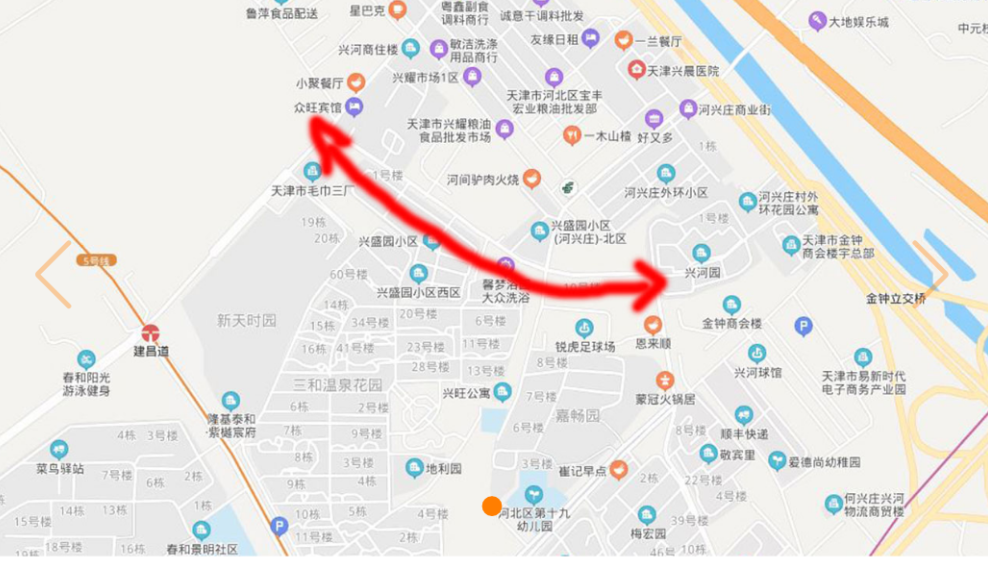 鲁萍食品配送
星巴克
粤鑫副食
调料商行
诚意干调料批发
友缘日租
一兰餐厅
大地娱乐城
兴河商住楼
敏洁洗涤
用品商行
小聚餐厅
兴耀市场1区
天津兴晨医院
众旺宾馆
天津市河北区宝丰
宏业粮油批发部
河兴庄商业街
天津市兴耀粮油
食品批发市场
一木山楂
好又多
1栋
天津市毛巾三厂
1号楼
河间驴肉火烧
河兴庄外环小区
河兴庄村外
环花园公寓
19栋
20栋
兴盛园小区
兴盛园小区
(河兴庄)-北区
1号楼
天津市金钟
商会楼宇总部
5号线
60号楼
兴盛园小区西区
大众洗浴
兴河园
金钟立交桥
14栋
新天时园
15栋
34号楼
20号楼
6号楼
金钟商会楼
建昌道
16栋
41号楼
23号楼
11号楼
锐虎足球场
恩来顺
春和阳光
游泳健身
28号楼
13号楼
8号楼
兴河球馆
天津市易新时代
电子商务产业园
三和温泉花园
兴旺公寓
7号楼
蒙冠火锅居
隆基泰和
·紫樾宸府
6栋
2号楼
嘉畅园
顺丰快递
4栋
3号楼
7栋
9号楼
6号楼
8号楼
菜鸟驿站
8栋
3号楼
地利园
3号楼
崔记早点
敬宾里
爱德尚幼稚园
7号楼
6栋
2栋
9栋
4栋
2栋
22号楼
4号楼
1栋
15号楼
10栋
5栋
4号楼
河北区第十九
幼儿园
39号楼
何兴庄兴河
物流商贸楼
18号楼
16栋
春和景明社区
2栋
梅宏园
10栋